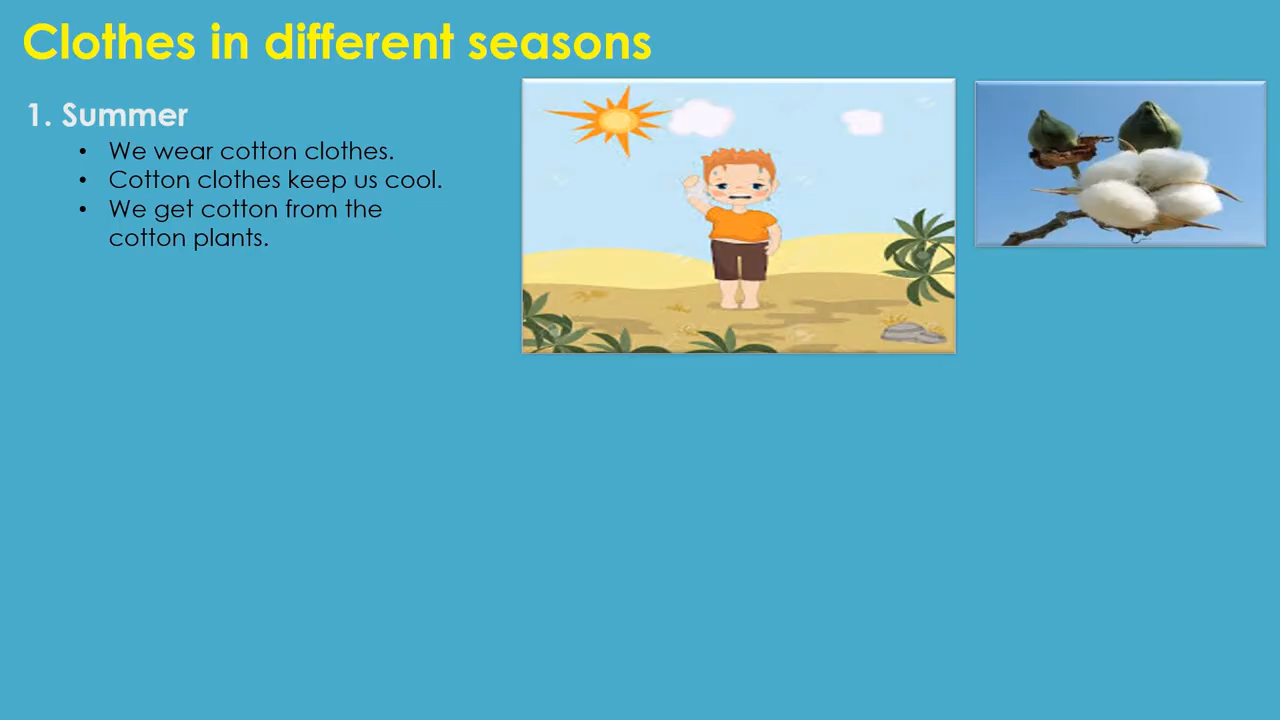 Clothes in different seasons
1. Summer
• We wear cotton clothes.
• Cotton clothes keep us cool.
• We get cotton from the
cotton plants.